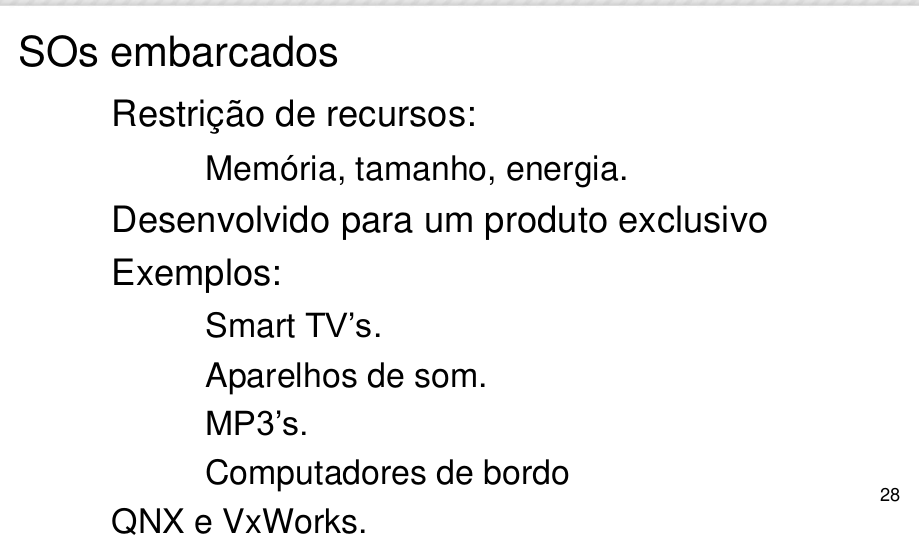 SOs embarcados
Restrição de recursos:
Memória, tamanho, energia.
Desenvolvido para um produto exclusivo
Exemplos:
Smart TV’s.
Aparelhos de som.
MP3’s.
Computadores de bordo
28
QNX e VxWorks.